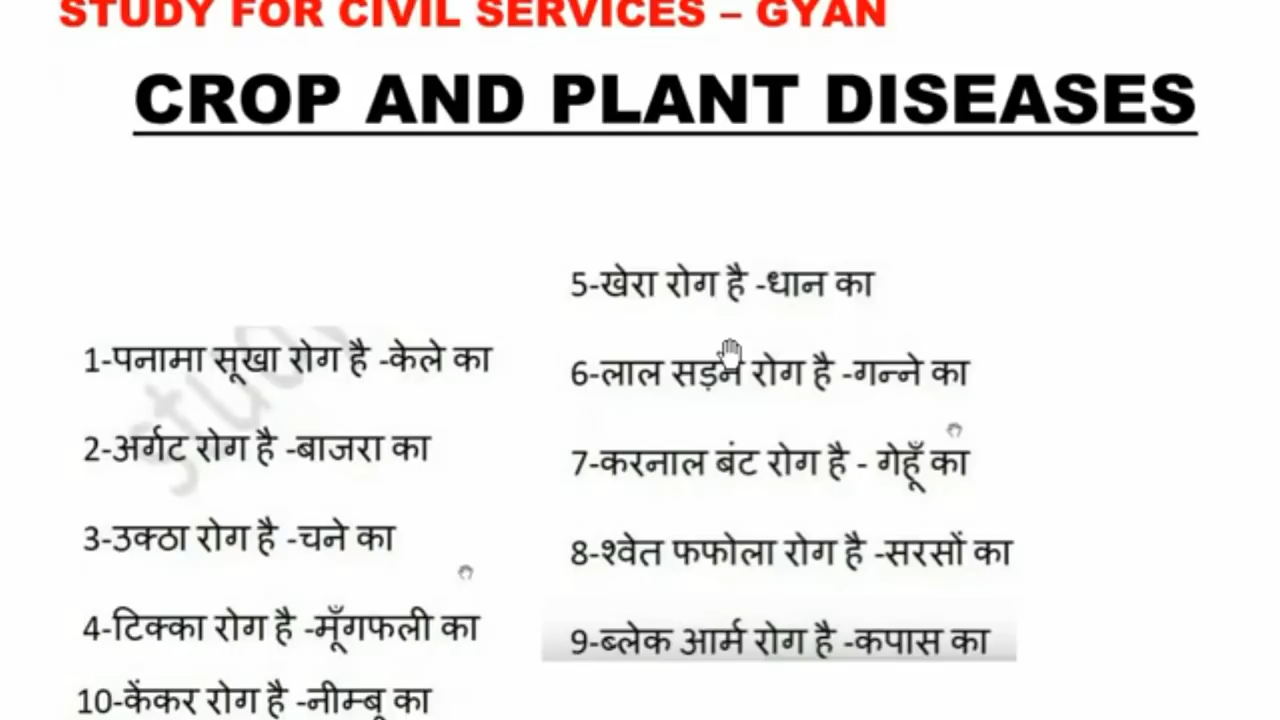 STUDY FOR CIVIL SERVICES – GYAN
CROP AND PLANT DISEASES
1-पनामा सूखा रोग है -केले का
2-अर्गट रोग है -बाजरा का
3-उक्ठा रोग है -चने का
4-टिक्का रोग है -मूँगफली का
10-केंकर रोग है -नीम्बू का
5-खेरा रोग है -धान का
6-लाल सड़न रोग है -गन्ने का
7-करनाल बंट रोग है - गेहूँ का
8-श्वेत फफोला रोग है -सरसों का
9-ब्लेक आर्म रोग है -कपास का